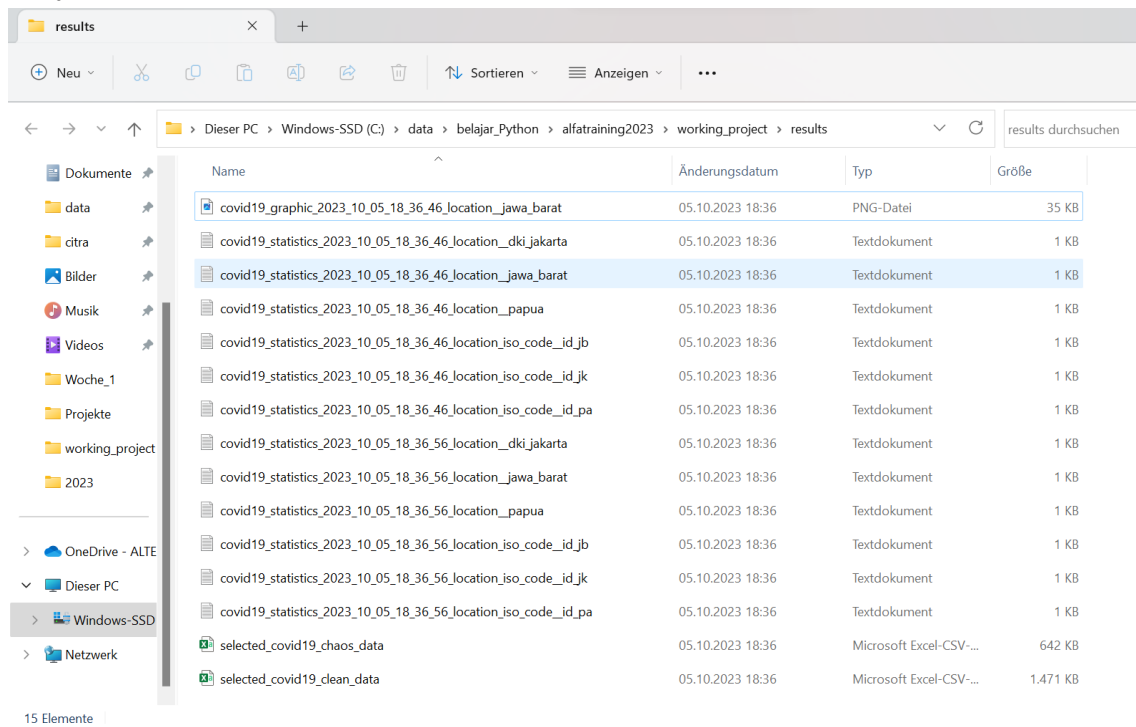 results
Neu
Sortieren
Anzeigen
Dieser PC > Windows-SSD (C:) > data > belajar_Python > alfatraining2023 > working_project > results
results durchsuchen
Name Änderungsdatum Typ Größe
covid19_graphic_2023_10_05_18_36_46_location__jawa_barat 05.10.2023 18:36 PNG-Datei 35 KB
covid19_statistics_2023_10_05_18_36_46_location__dki_jakarta 05.10.2023 18:36 Textdokument 1 KB
covid19_statistics_2023_10_05_18_36_46_location__jawa_barat 05.10.2023 18:36 Textdokument 1 KB
covid19_statistics_2023_10_05_18_36_46_location__papua 05.10.2023 18:36 Textdokument 1 KB
covid19_statistics_2023_10_05_18_36_46_location_iso_code__id_jb 05.10.2023 18:36 Textdokument 1 KB
covid19_statistics_2023_10_05_18_36_46_location_iso_code__id_jk 05.10.2023 18:36 Textdokument 1 KB
covid19_statistics_2023_10_05_18_36_46_location_iso_code__id_pa 05.10.2023 18:36 Textdokument 1 KB
covid19_statistics_2023_10_05_18_36_56_location__dki_jakarta 05.10.2023 18:36 Textdokument 1 KB
covid19_statistics_2023_10_05_18_36_56_location__jawa_barat 05.10.2023 18:36 Textdokument 1 KB
covid19_statistics_2023_10_05_18_36_56_location__papua 05.10.2023 18:36 Textdokument 1 KB
covid19_statistics_2023_10_05_18_36_56_location_iso_code__id_jb 05.10.2023 18:36 Textdokument 1 KB
covid19_statistics_2023_10_05_18_36_56_location_iso_code__id_jk 05.10.2023 18:36 Textdokument 1 KB
covid19_statistics_2023_10_05_18_36_56_location_iso_code__id_pa 05.10.2023 18:36 Textdokument 1 KB
selected_covid19_chaos_data 05.10.2023 18:36 Microsoft Excel-CSV-... 642 KB
selected_covid19_clean_data 05.10.2023 18:36 Microsoft Excel-CSV-... 1.471 KB
Dokumente
data
citra
Bilder
Musik
Videos
Woche_1
Projekte
working_project
2023
OneDrive - ALTE
Dieser PC
Windows-SSD
Netzwerk
15 Elemente